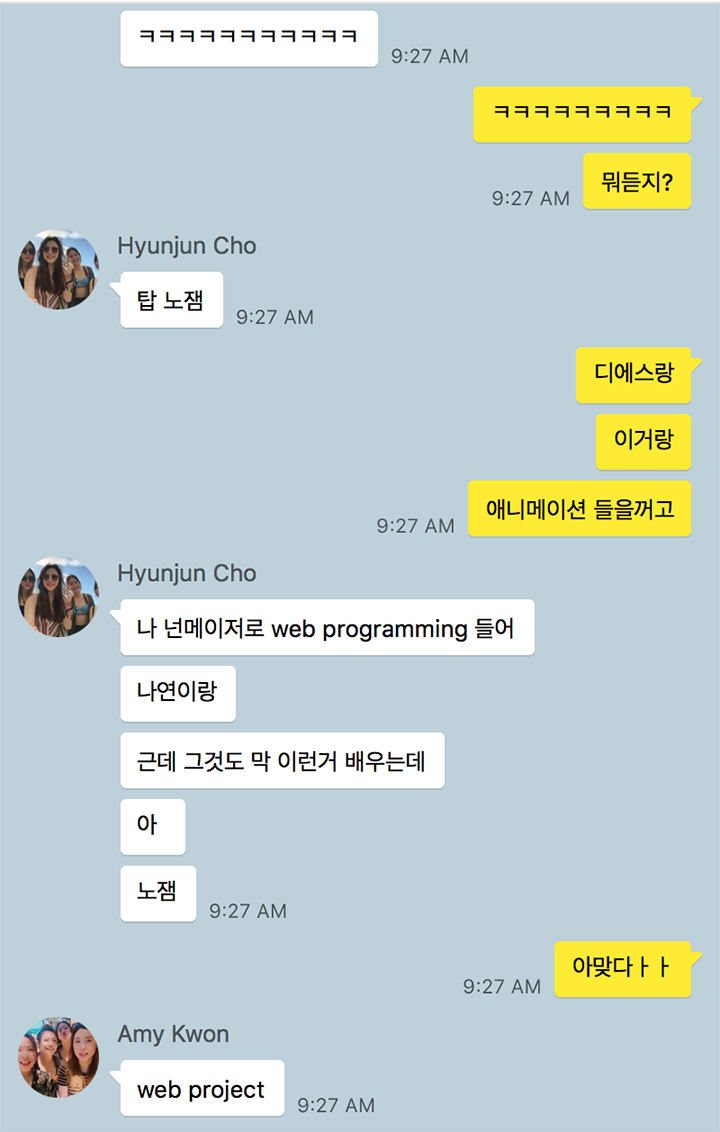 ㅋㅋㅋㅋㅋㅋㅋㅋㅋㅋㅋ
9:27 AM
ㅋㅋㅋㅋㅋㅋㅋㅋㅋ
뭐듣지?
9:27 AM
Hyunjun Cho
탑 노잼
9:27 AM
디에스랑
이거랑
애니메이션 들을꺼고
9:27 AM
Hyunjun Cho
나 넌메이저로 web programming 들어
나연이랑
근데 그것도 막 이런거 배우는데
아
노잼
9:27 AM
아맞다ㅏㅏ
9:27 AM
Amy Kwon
web project
9:27 AM